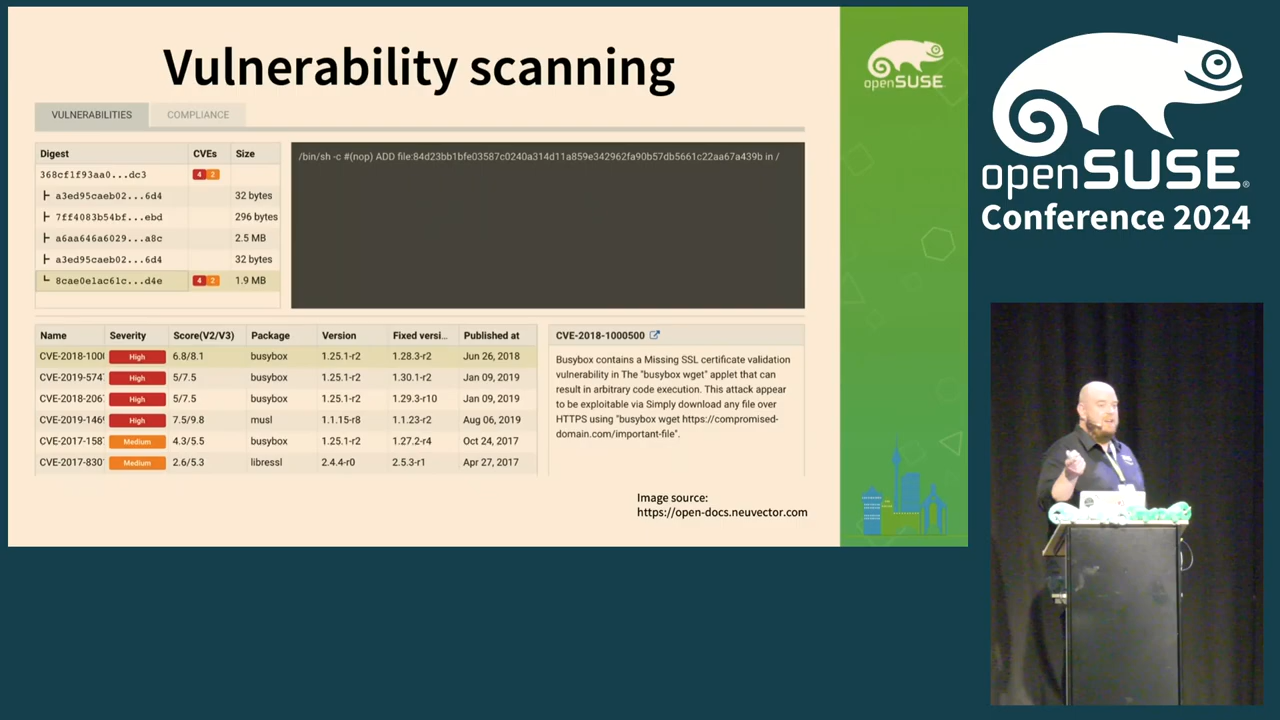 Vulnerability scanning
VULNERABILITIES COMPLIANCE
Digest CVEs Size
368cf1f93aa0...dc3 4 2
a3ed95caeb02...6d4 32 bytes
7ff4083b54bf...ebd 296 bytes
a6aa646a6029...a8c 2.5 MB
a3ed95caeb02...6d4 32 bytes
8cae0e1ac61c...d4e 4 2 1.9 MB
/bin/sh -c #(nop) ADD file:84d23bb1bfe03587c0240a314d11a859e342962fa90b57db5661c22aa67a439b in /
Name Severity Score(V2/V3) Package Version Fixed versi... Published at
CVE-2018-100( High 6.8/8.1 busybox 1.25.1-r2 1.28.3-r2 Jun 26, 2018
CVE-2019-574 High 5/7.5 busybox 1.25.1-r2 1.30.1-r2 Jan 09, 2019
CVE-2018-206 High 5/7.5 busybox 1.25.1-r2 1.29.3-r10 Jan 09, 2019
CVE-2019-146 High 7.5/9.8 musl 1.1.15-r8 1.1.23-r2 Aug 06, 2019
CVE-2017-158 Medium 4.3/5.5 busybox 1.25.1-r2 1.27.2-r4 Oct 24, 2017
CVE-2017-830 Medium 2.6/5.3 libressl 2.4.4-r0 2.5.3-r1 Apr 27, 2017
CVE-2018-1000500
Busybox contains a Missing SSL certificate validation
vulnerability in The "busybox wget" applet that can
result in arbitrary code execution. This attack appear
to be exploitable via Simply download any file over
HTTPS using "busybox wget https://compromised-
domain.com/important-file".
Image source:
https://open-docs.neuvector.com
openSUSE
openSUSE®
Conference 2024